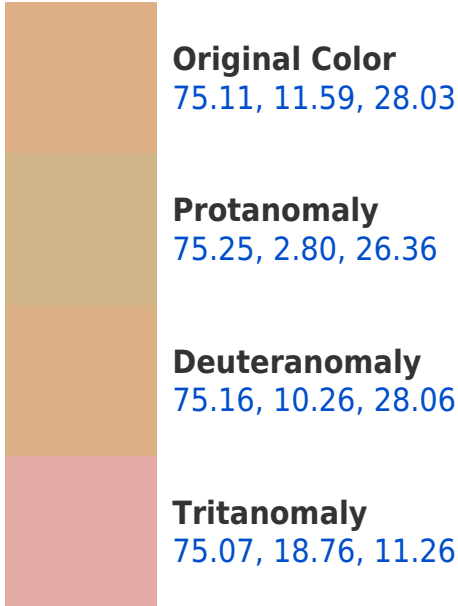 Original Color
75.11, 11.59, 28.03
Protanomaly
75.25, 2.80, 26.36
Deuteranomaly
75.16, 10.26, 28.06
Tritanomaly
75.07, 18.76, 11.26